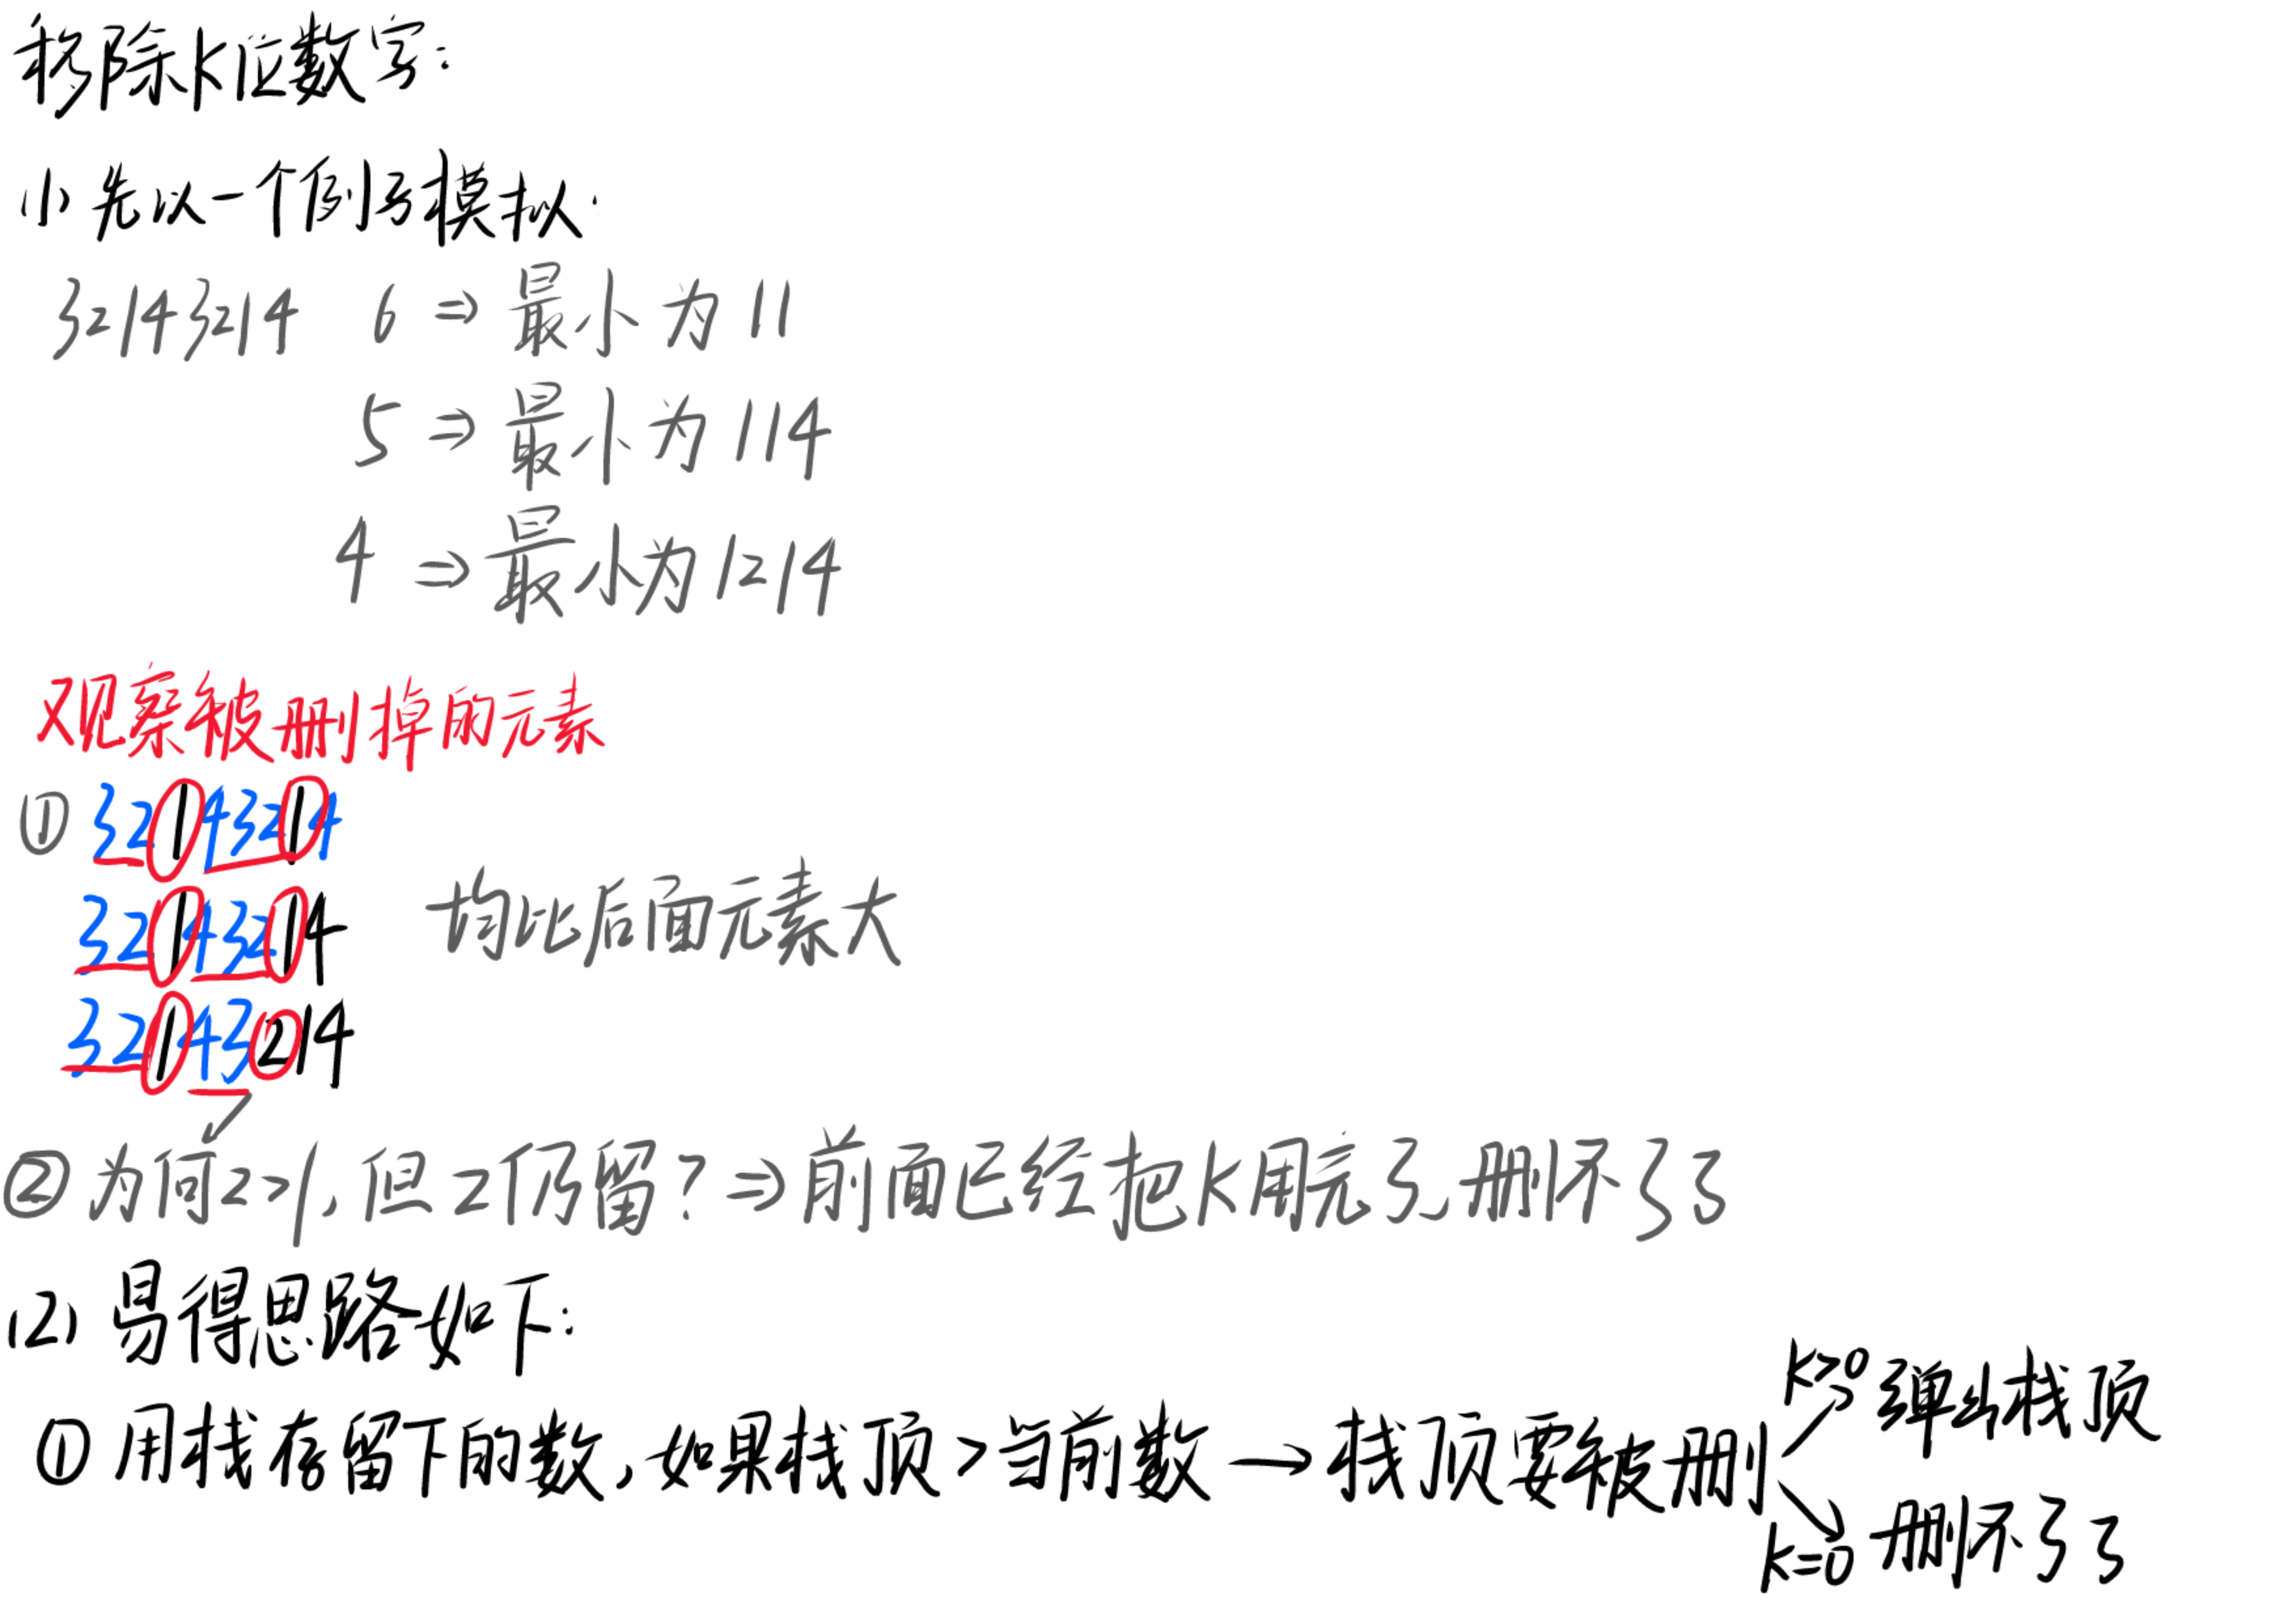 移除K位数字:
(1) 先以一个例子模拟:
32143214 6 ⇒ 最小为 11
5 ⇒ 最小为 114
4 ⇒ 最小为 1214
观察被删掉的元素
① 32143214
32143214 均比后面元素大
32143214
② 为何2>1, 但 2仍留? ⇒ 前面已经把K用完了, 删不了了
(2) 易得思路如下:
k>0 弹出栈顶
① 用栈存留下的数, 如果栈顶 > 当前数 → 栈顶要被删
k=0 删不了了